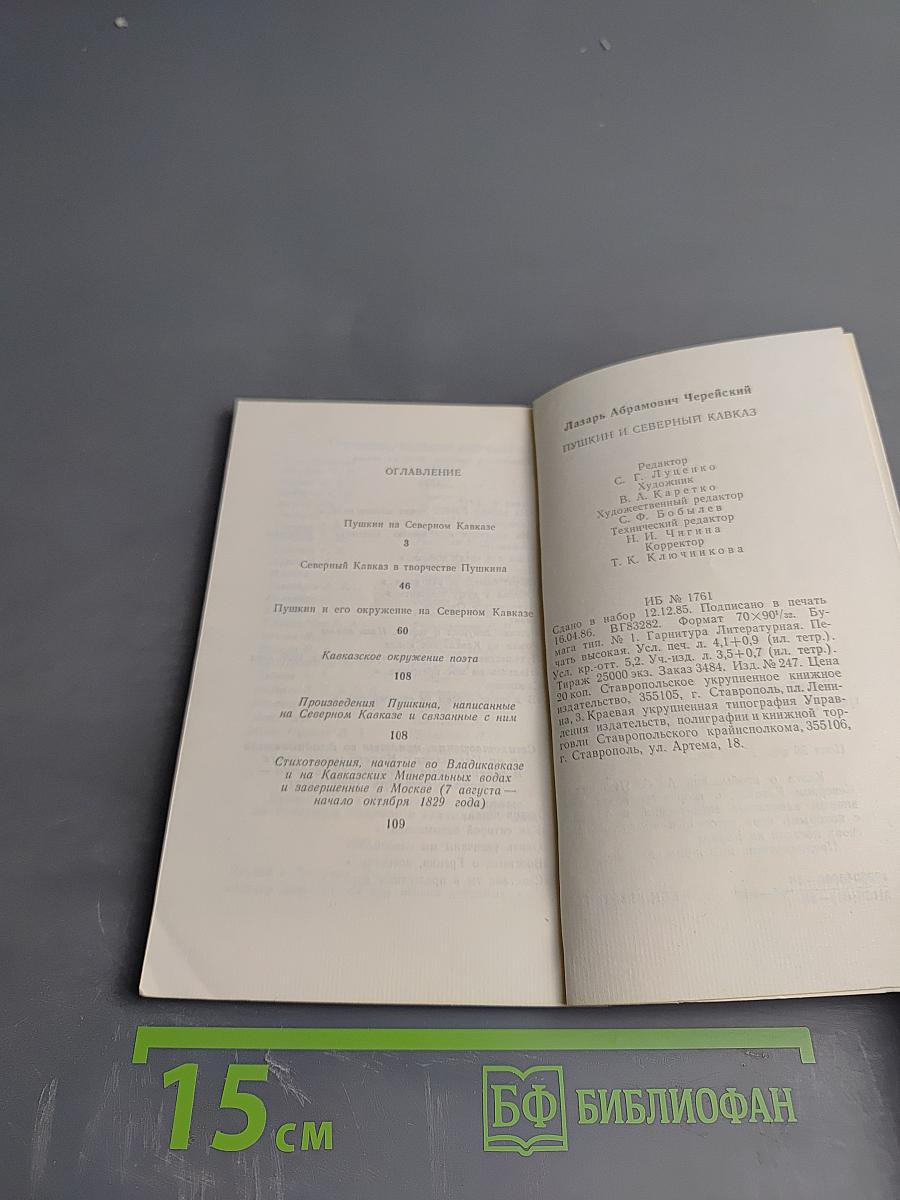 ОГЛАВЛЕНИЕ
Пушкин на Северном Кавказе
3
Северный Кавказ в творчестве Пушкина
46
Пушкин и его окружение на Северном Кавказе
60
Кавказское окружение поэта
108
Произведения Пушкина, написанные
на Северном Кавказе и связанные с ним
108
Стихотворения, начатые во Владикавказе
и на Кавказских Минеральных водах
и завершенные в Москве (7 августа —
начало октября 1829 года)
109
Лазарь Абрамович Черейский
ПУШКИН И СЕВЕРНЫЙ КАВКАЗ
Редактор
С. Г. Луценко
Художник
В. А. Каретко
Художественный редактор
С. Ф. Бобылев
Технический редактор
Н. И. Чигина
Корректор
Т. К. Ключникова
ИБ № 1761
Сдано в набор 12.12.85. Подписано в печать
16.04.86. ВГ83282. Формат 70×90¹/₃₂. Бу-
мага тип. № 1. Гарнитура Литературная. Пе-
чать высокая. Усл. печ. л. 4,1+0,9 (ил. тетр.).
Усл. кр.-отт. 5,2. Уч.-изд. л. 3,5+0,7 (ил. тетр.).
Тираж 25000 экз. Заказ 3484. Изд. № 247. Цена
20 коп. Ставропольское укрупненное книжное
издательство, 355105, г. Ставрополь, пл. Лени-
на, 3. Краевая укрупненная типография Управ-
ления издательств, полиграфии и книжной тор-
говли Ставропольского крайисполкома, 355106,
г. Ставрополь, ул. Артема, 18.
15 см
БФ БИБЛИОФАН